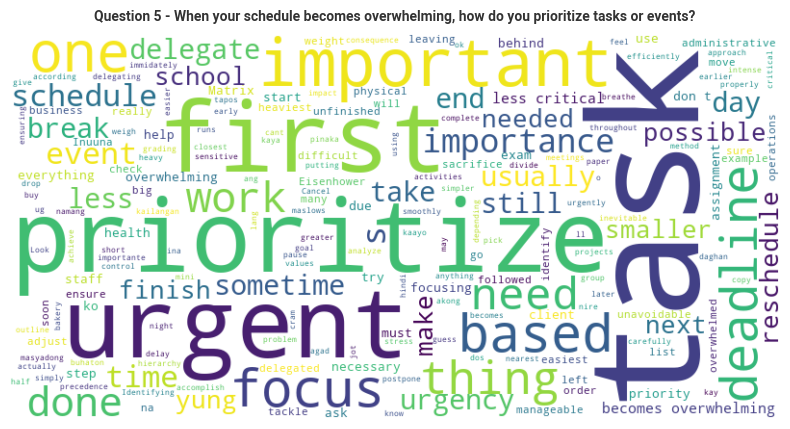 Question 5 - When your schedule becomes overwhelming, how do you prioritize tasks or events?
one
delegate
important
weight
consequence
leaving
ok
behind
feel
use
administrative
according
delegating
immidately
Matrix
school
physical
efficiently
approach
move
earlier
intense
critical
give
easier
heaviest
will
less critical
don t
properly
schedule
tapos
impact
start
unfinished
end
breathe
day
ensuring
business
really
runs
cant
kaya
putting
pinaka
using
complete
needed
throughout
possible
break
weigh
help
closest
difficult
importance
exam
method
sure
operations
Inuuna
heavy
grading
sensitive
first
sacrifice
divide
meetings
paper
example
event
check
everything
overwhelming
Eisenhower
activities
usually
o
assignment
drop
big
Cancel
many
simpler
urgently
buy
less
work
ang
maslows
due
take
still
inevitable
ug
namang
kailangan
lang
smoothly
depending
smaller
prioritize
task
deadline
reschedule
health
greater
kaayo
s
pick
ll
Look
achieve
short
importante
ina
goal
pause
values
analyze
may
go
identify
projects
daghan
control
staff
mini
try
hindi
followed
anything
group
copy
finish
sometime
focusing
akong
later
ensure
need
unavoidable
soon
ko
bakery
urgent
make
becomes
client
nire
overwhelmed
outline
adjust
night
cram
must
based
next
carefully
masyadong
delay
problem
agad
jot
stress
guess
dos
nearest
easiest
list
actually
step
hierarchy
delegated
necessary
thing
left
half
buhaton
time
accomplish
focus
postpone
order
priority
kay
simply
precedence
Identifying
yung
urgency
done
na
tackle
ask
know
manageable
becomes overwhelming